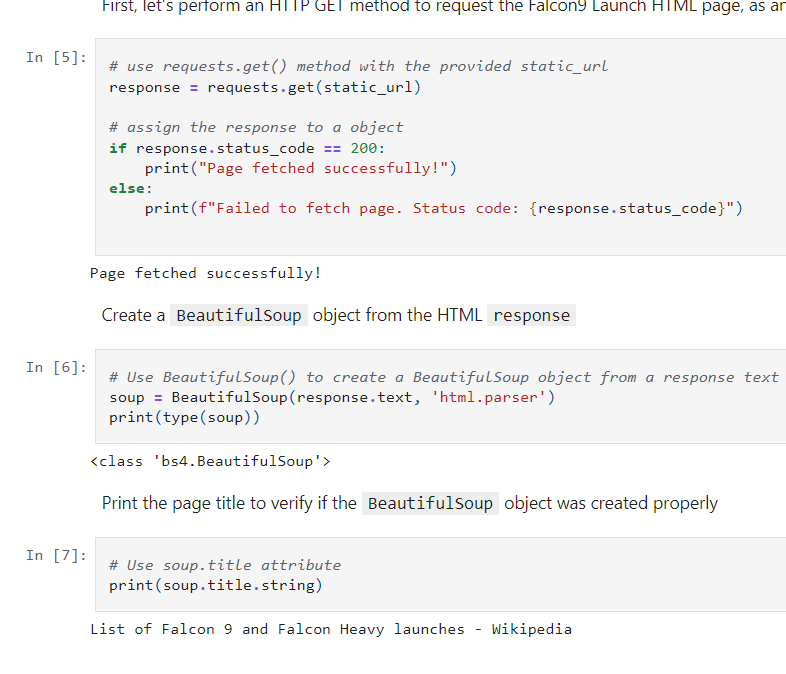 First, let's perform an HTTP GET method to request the Falcon9 Launch HTML page, as an
In [5]:
# use requests.get() method with the provided static_url
response = requests.get(static_url)
# assign the response to a object
if response.status_code == 200:
    print("Page fetched successfully!")
else:
    print(f"Failed to fetch page. Status code: {response.status_code}")
Page fetched successfully!
Create a BeautifulSoup object from the HTML response
In [6]:
# Use BeautifulSoup() to create a BeautifulSoup object from a response text
soup = BeautifulSoup(response.text, 'html.parser')
print(type(soup))
<class 'bs4.BeautifulSoup'>
Print the page title to verify if the BeautifulSoup object was created properly
In [7]:
# Use soup.title attribute
print(soup.title.string)
List of Falcon 9 and Falcon Heavy launches - Wikipedia